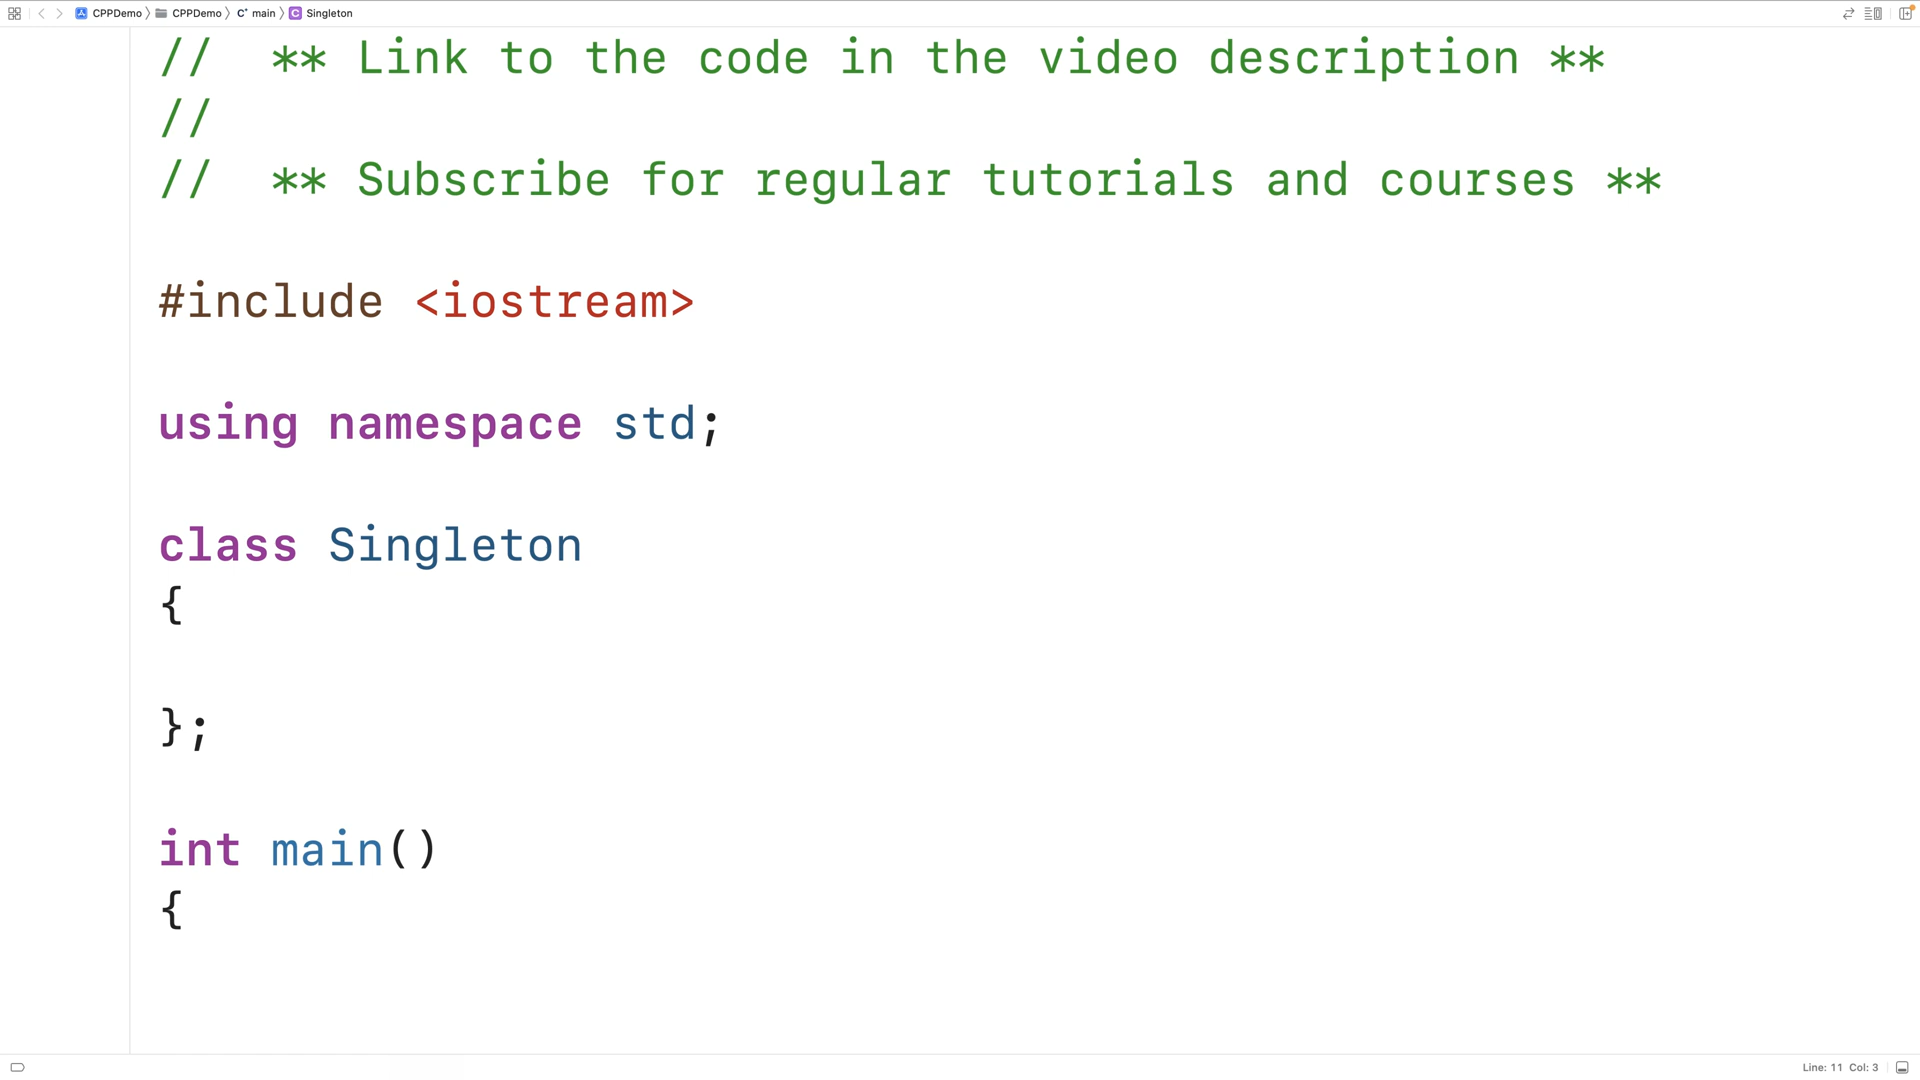 CPPDemo CPPDemo C+ main C Singleton
//  ** Link to the code in the video description **
//
//  ** Subscribe for regular tutorials and courses **
#include <iostream>
using namespace std;
class Singleton
{
};
int main()
{
Line: 11 Col: 3